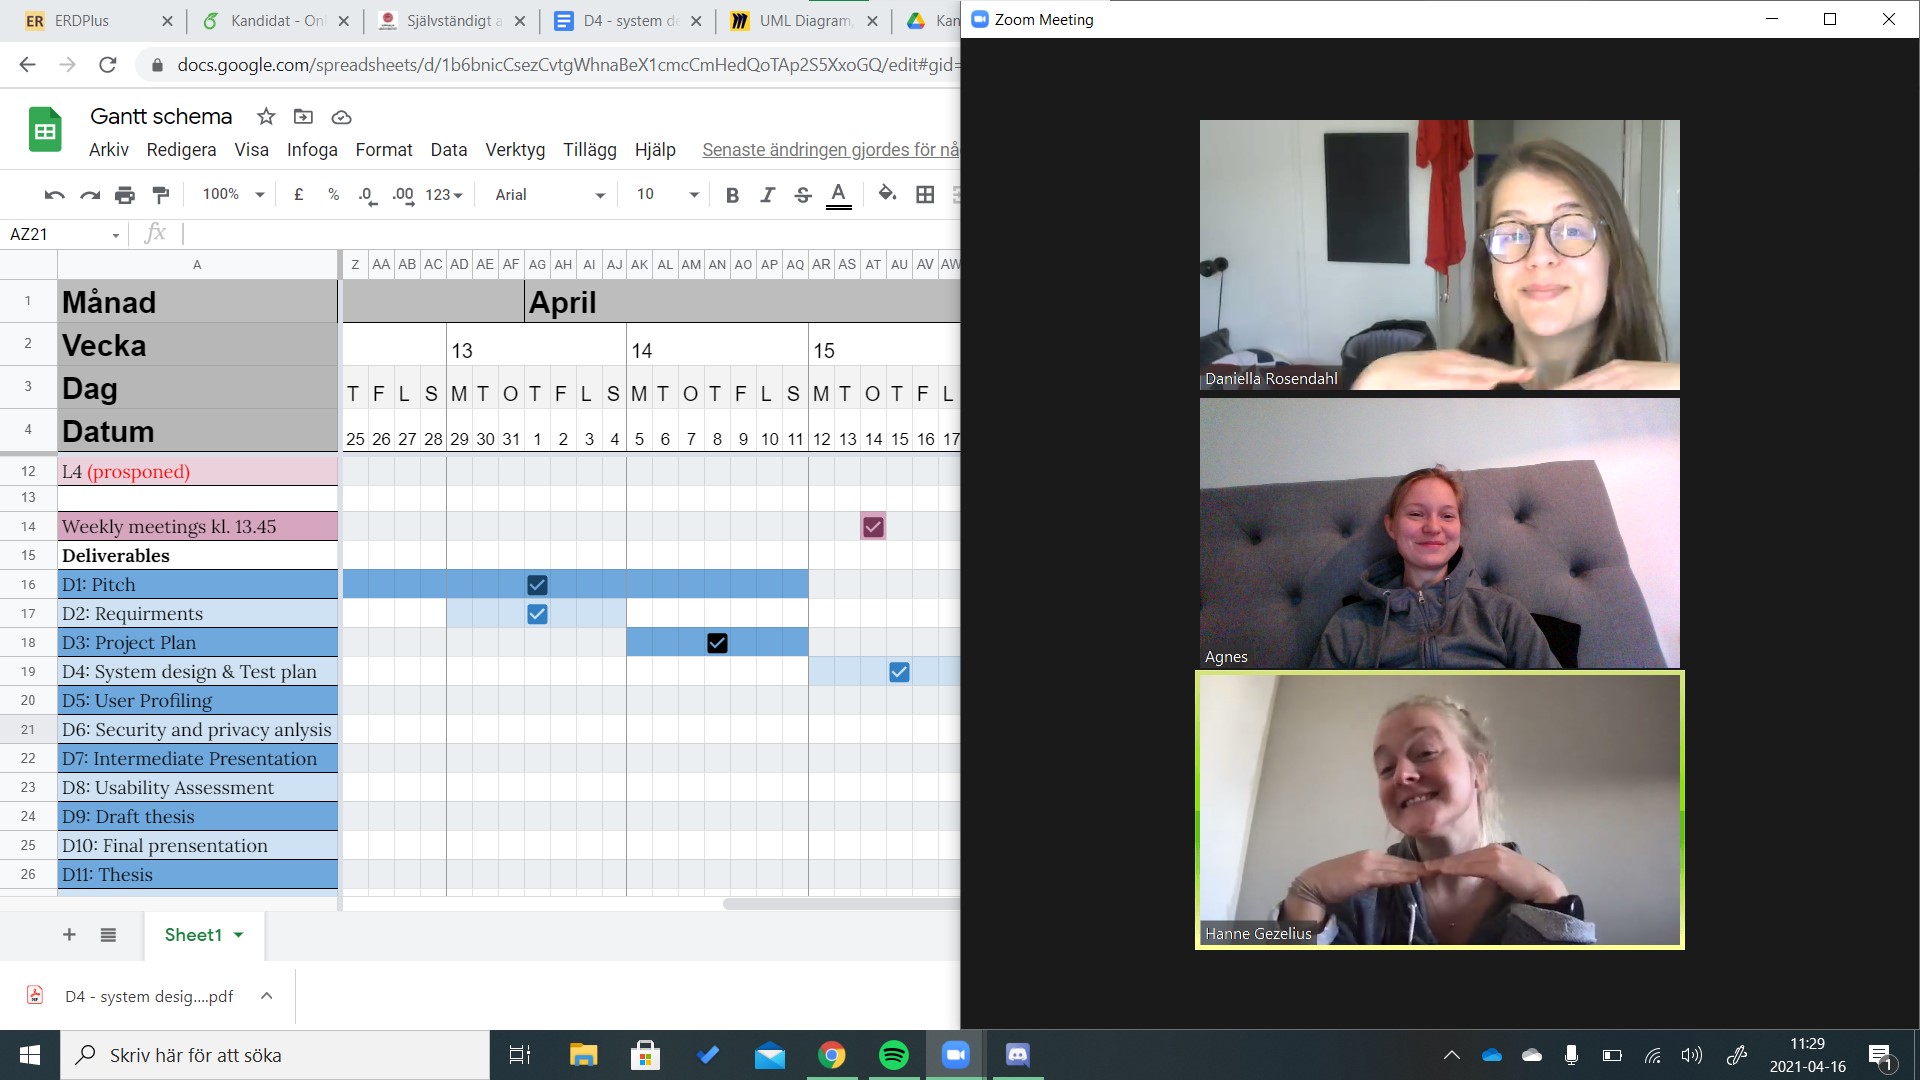 ERDPlus
Kandidat - Onl
Självständigt a
D4 - system de
UML Diagram,
Kan
Zoom Meeting
docs.google.com/spreadsheets/d/1b6bnicCsezCvtgWhnaBeX1cmcCmHedQoTAp2S5XxoGQ/edit#gid=
Gantt schema
Arkiv Redigera Visa Infoga Format Data Verktyg Tillägg Hjälp Senaste ändringen gjordes för nå
100% £ % .0 .00 123 Arial 10 B I S A
AZ21 fx
A Z AA AB AC AD AE AF AG AH AI AJ AK AL AM AN AO AP AQ AR AS AT AU AV AW
1 Månad April
2 Vecka 13 14 15
3 Dag T F L S M T O T F L S M T O T F L S M T O T F L
4 Datum 25 26 27 28 29 30 31 1 2 3 4 5 6 7 8 9 10 11 12 13 14 15 16 17
12 L4 (prosponed)
13
14 Weekly meetings kl. 13.45
15 Deliverables
16 D1: Pitch
17 D2: Requirments
18 D3: Project Plan
19 D4: System design & Test plan
20 D5: User Profiling
21 D6: Security and privacy anlysis
22 D7: Intermediate Presentation
23 D8: Usability Assessment
24 D9: Draft thesis
25 D10: Final prensentation
26 D11: Thesis
Sheet1
D4 - system desig....pdf
Daniella Rosendahl
Agnes
Hanne Gezelius
Skriv här för att söka
11:29
2021-04-16
1